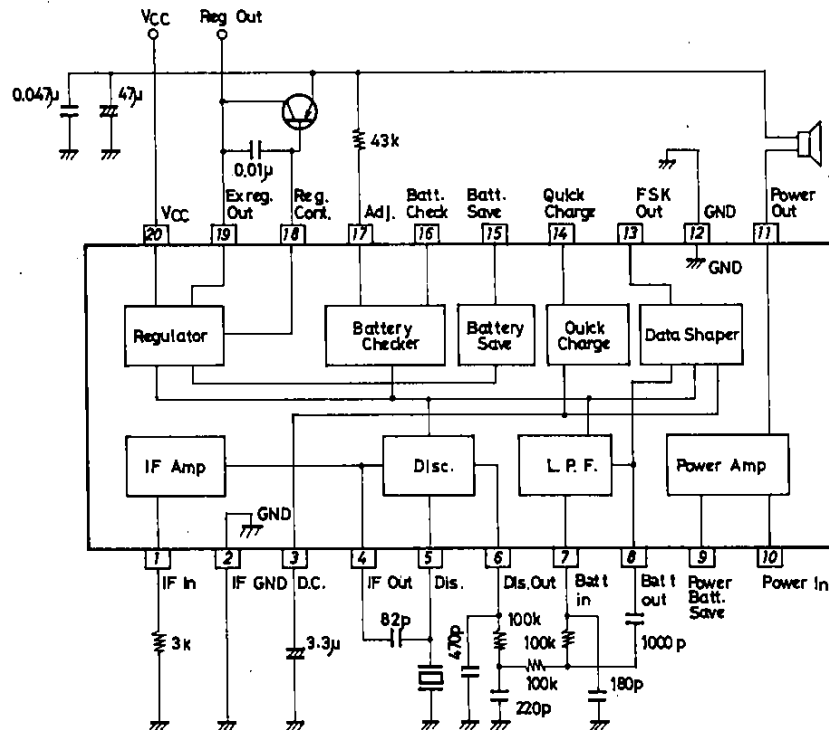 Vcc Reg Out
0.047μ 47μ
0.01μ 43k
Vcc Exreg. Out Reg. Cont. Adj. Batt. Check Batt. Save Quick Charge FSK Out GND Power Out
20 19 18 17 16 15 14 13 12 11
GND
Regulator
Battery Checker
Battery Save
Quick Charge
Data Shaper
IF Amp
Disc.
L. P. F.
Power Amp
GND
1 2 3 4 5 6 7 8 9 10
IF In IF GND D.C. IF Out Dis. Dis.Out Batt in Batt out Power Batt. Save Power In
3k
3.3μ
82p
470p
100k
100k
100k
220p
180p
1000p